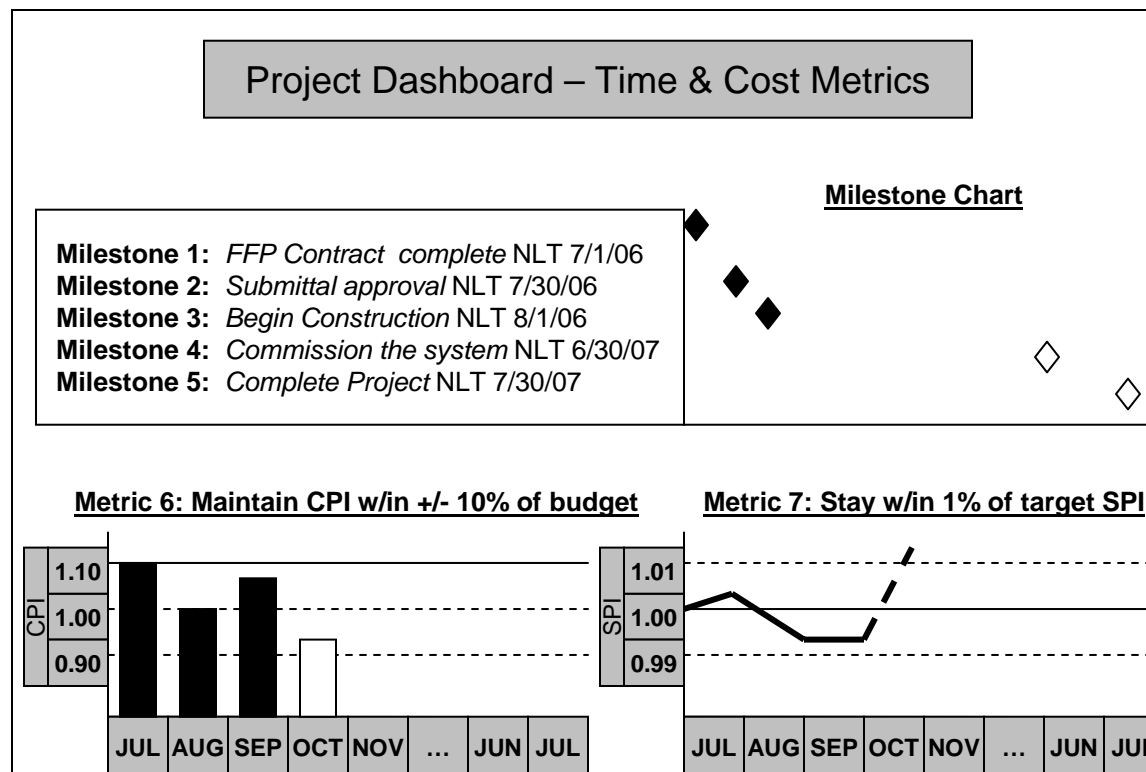 Project Dashboard – Time & Cost Metrics
Milestone Chart
Milestone 1: FFP Contract complete NLT 7/1/06
Milestone 2: Submittal approval NLT 7/30/06
Milestone 3: Begin Construction NLT 8/1/06
Milestone 4: Commission the system NLT 6/30/07
Milestone 5: Complete Project NLT 7/30/07
Metric 6: Maintain CPI w/in +/- 10% of budget
CPI
1.10
1.00
0.90
JUL AUG SEP OCT NOV … JUN JUL
Metric 7: Stay w/in 1% of target SPI
SPI
1.01
1.00
0.99
JUL AUG SEP OCT NOV … JUN